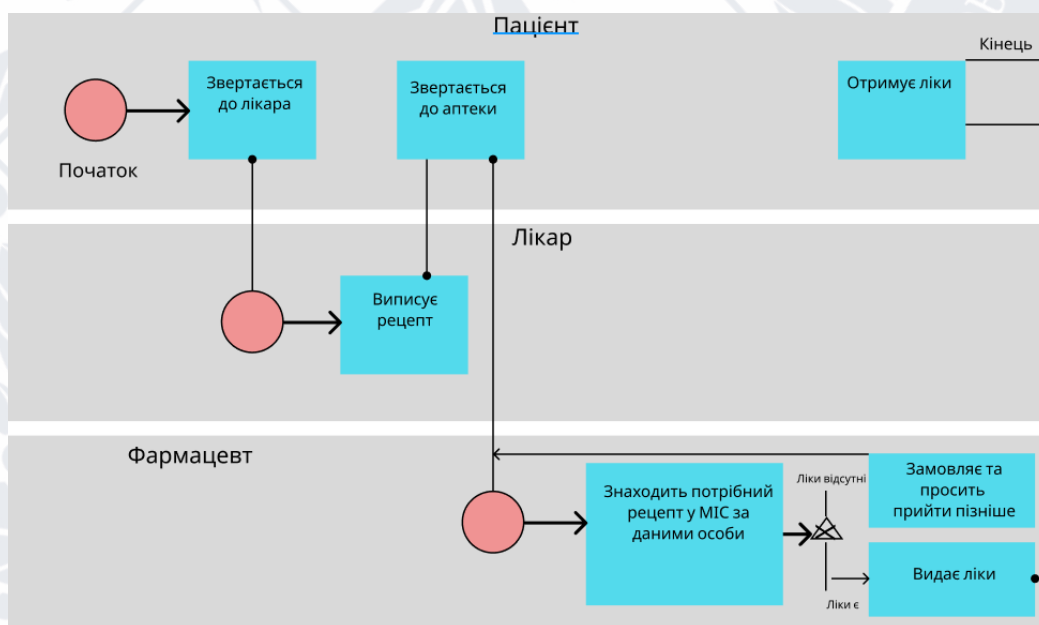 Пацієнт
Кінець
Звертається
до лікара
Звертається
до аптеки
Отримує ліки
Початок
Лікар
Виписує
рецепт
Фармацевт
Знаходить потрібний
рецепт у МІС за
даними особи
Ліки відсутні
Замовляє та
просить
прийти пізніше
Видає ліки
Ліки є